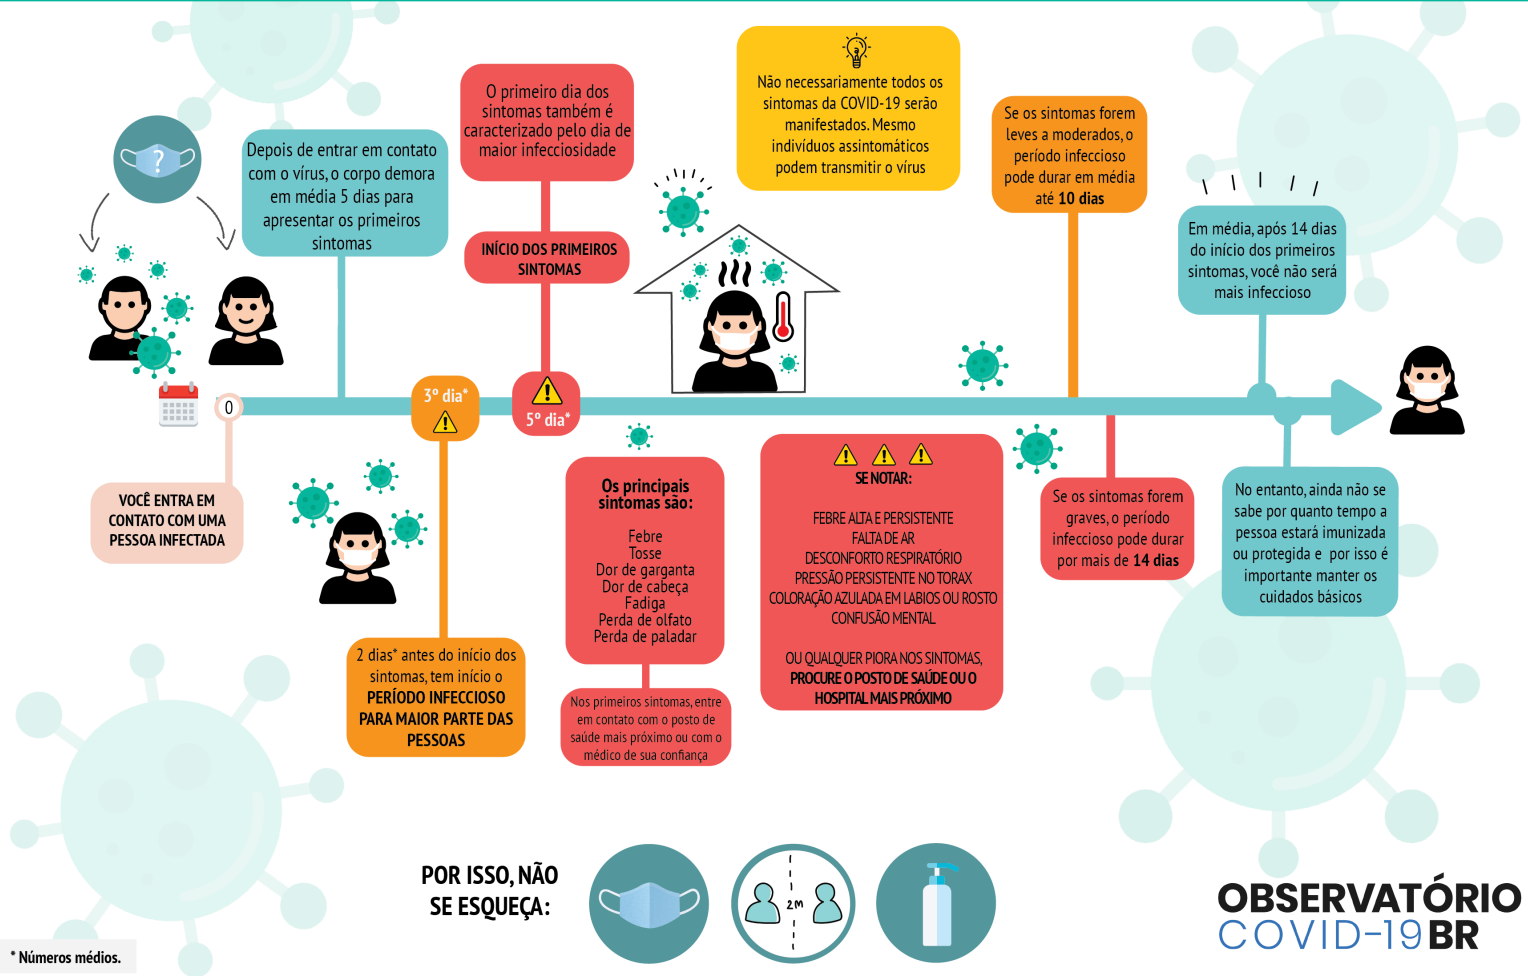 ?
Depois de entrar em contato
com o vírus, o corpo demora
em média 5 dias para
apresentar os primeiros
sintomas
O primeiro dia dos
sintomas também é
caracterizado pelo dia de
maior infecciosidade
INÍCIO DOS PRIMEIROS
SINTOMAS
Não necessariamente todos os
sintomas da COVID-19 serão
manifestados. Mesmo
indivíduos assintomáticos
podem transmitir o vírus
Se os sintomas forem
leves a moderados, o
período infeccioso
pode durar em média
até 10 dias
Em média, após 14 dias
do início dos primeiros
sintomas, você não será
mais infeccioso
0
3º dia*
5º dia*
VOCÊ ENTRA EM
CONTATO COM UMA
PESSOA INFECTADA
2 dias* antes do início dos
sintomas, tem início o
PERÍODO INFECCIOSO
PARA MAIOR PARTE DAS
PESSOAS
Os principais
sintomas são:
Febre
Tosse
Dor de garganta
Dor de cabeça
Fadiga
Perda de olfato
Perda de paladar
Nos primeiros sintomas, entre
em contato com o posto de
saúde mais próximo ou com o
médico de sua confiança
SE NOTAR:
FEBRE ALTA E PERSISTENTE
FALTA DE AR
DESCONFORTO RESPIRATÓRIO
PRESSÃO PERSISTENTE NO TORAX
COLORAÇÃO AZULADA EM LABIOS OU ROSTO
CONFUSÃO MENTAL
OU QUALQUER PIORA NOS SINTOMAS,
PROCURE O POSTO DE SAÚDE OU O
HOSPITAL MAIS PRÓXIMO
Se os sintomas forem
graves, o período
infeccioso pode durar
por mais de 14 dias
No entanto, ainda não se
sabe por quanto tempo a
pessoa estará imunizada
ou protegida e por isso é
importante manter os
cuidados básicos
POR ISSO, NÃO
SE ESQUEÇA:
2M
OBSERVATÓRIO
COVID-19 BR
* Números médios.